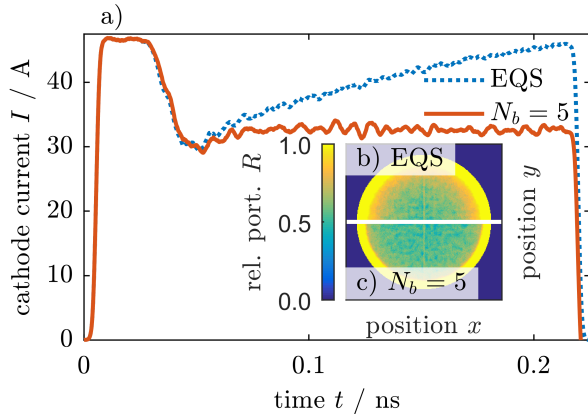 a)
cathode current I / A
40
30
20
10
0
EQS
N_b = 5
rel. port. R
1.0
0.5
0.0
b) EQS
c) N_b = 5
position y
position x
0
0.1
0.2
time t / ns